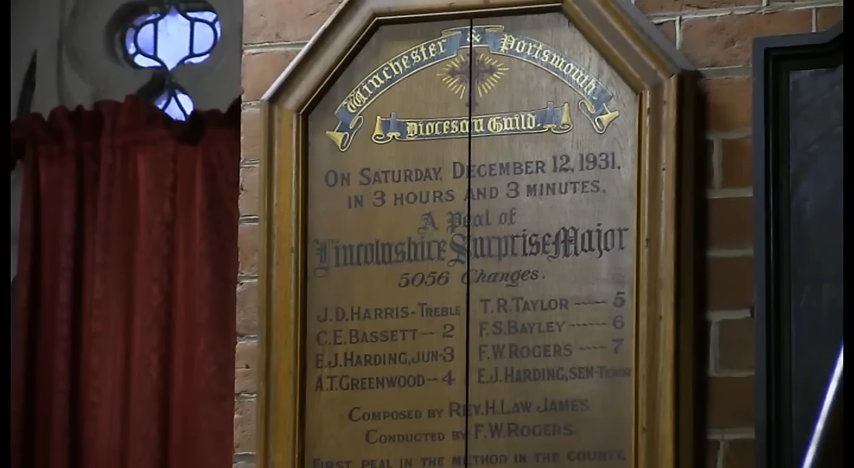 Winchester & Portsmouth
Diocesan Guild.
On Saturday, December 12, 1931,
in 3 hours and 3 minutes,
A Peal of
Lincolnshire Surprise Major
5056 Changes.
J.D. Harris - Treble
C.E. Bassett -- 2
E.J. Harding, Jun - 3
A.T. Greenwood -- 4
T.R. Taylor ----- 5
F.S. Bayley ------ 6
F.W. Rogers ---- 7
E.J. Harding, Sen - Tenor
Composed by Rev. H. Law James.
Conducted by F.W. Rogers.
First peal in the method in the county.